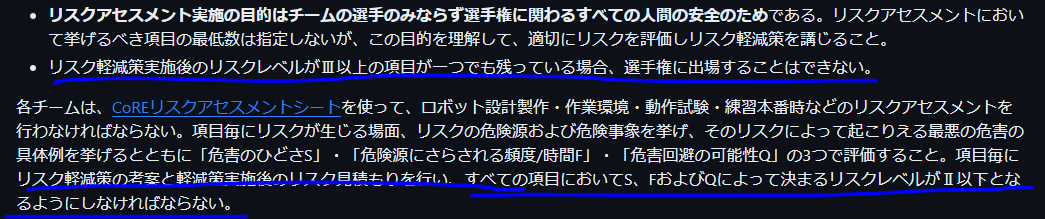 • リスクアセスメント実施の目的はチームの選手のみならず選手権に関わるすべての人間の安全のためである。リスクアセスメントにおい
て挙げるべき項目の最低数は指定しないが、この目的を理解して、適切にリスクを評価しリスク軽減策を講じること。
• リスク軽減策実施後のリスクレベルがⅢ以上の項目が一つでも残っている場合、選手権に出場することはできない。
各チームは、CoREリスクアセスメントシートを使って、ロボット設計製作・作業環境・動作試験・練習本番時などのリスクアセスメントを
行わなければならない。項目毎にリスクが生じる場面、リスクの危険源および危険事象を挙げ、そのリスクによって起こりえる最悪の危害の
具体例を挙げるとともに「危害のひどさS」・「危険源にさらされる頻度/時間F」・「危害回避の可能性Q」の3つで評価すること。項目毎に
リスク軽減策の考案と軽減策実施後のリスク見積もりを行い、すべての項目においてS、FおよびQによって決まるリスクレベルがⅡ以下とな
るようにしなければならない。